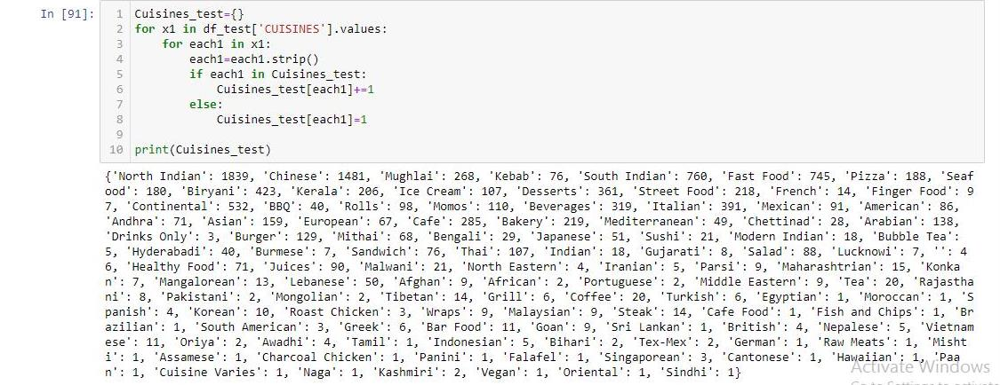 In [91]:
1 Cuisines_test={}
2 for x1 in df_test['CUISINES'].values:
3     for each1 in x1:
4         each1=each1.strip()
5         if each1 in Cuisines_test:
6             Cuisines_test[each1]+=1
7         else:
8             Cuisines_test[each1]=1
9
10 print(Cuisines_test)
{'North Indian': 1839, 'Chinese': 1481, 'Mughlai': 268, 'Kebab': 76, 'South Indian': 760, 'Fast Food': 745, 'Pizza': 188, 'Seaf
ood': 180, 'Biryani': 423, 'Kerala': 206, 'Ice Cream': 107, 'Desserts': 361, 'Street Food': 218, 'French': 14, 'Finger Food': 9
7, 'Continental': 532, 'BBQ': 40, 'Rolls': 98, 'Momos': 110, 'Beverages': 319, 'Italian': 391, 'Mexican': 91, 'American': 86,
'Andhra': 71, 'Asian': 159, 'European': 67, 'Cafe': 285, 'Bakery': 219, 'Mediterranean': 49, 'Chettinad': 28, 'Arabian': 138,
'Drinks Only': 3, 'Burger': 129, 'Mithai': 68, 'Bengali': 29, 'Japanese': 51, 'Sushi': 21, 'Modern Indian': 18, 'Bubble Tea':
5, 'Hyderabadi': 40, 'Burmese': 7, 'Sandwich': 76, 'Thai': 107, 'Indian': 18, 'Gujarati': 8, 'Salad': 88, 'Lucknowi': 7, '': 4
6, 'Healthy Food': 71, 'Juices': 90, 'Malwani': 21, 'North Eastern': 4, 'Iranian': 5, 'Parsi': 9, 'Maharashtrian': 15, 'Konka
n': 7, 'Mangalorean': 13, 'Lebanese': 50, 'Afghan': 9, 'African': 2, 'Portuguese': 2, 'Middle Eastern': 9, 'Tea': 20, 'Rajastha
ni': 8, 'Pakistani': 2, 'Mongolian': 2, 'Tibetan': 14, 'Grill': 6, 'Coffee': 20, 'Turkish': 6, 'Egyptian': 1, 'Moroccan': 1, 'S
panish': 4, 'Korean': 10, 'Roast Chicken': 3, 'Wraps': 9, 'Malaysian': 9, 'Steak': 14, 'Cafe Food': 1, 'Fish and Chips': 1, 'Br
azilian': 1, 'South American': 3, 'Greek': 6, 'Bar Food': 11, 'Goan': 9, 'Sri Lankan': 1, 'British': 4, 'Nepalese': 5, 'Vietnam
ese': 11, 'Oriya': 2, 'Awadhi': 4, 'Tamil': 1, 'Indonesian': 5, 'Bihari': 2, 'Tex-Mex': 2, 'German': 1, 'Raw Meats': 1, 'Misht
i': 1, 'Assamese': 1, 'Charcoal Chicken': 1, 'Panini': 1, 'Falafel': 1, 'Singaporean': 3, 'Cantonese': 1, 'Hawaiian': 1, 'Paa
n': 1, 'Cuisine Varies': 1, 'Naga': 1, 'Kashmiri': 2, 'Vegan': 1, 'Oriental': 1, 'Sindhi': 1}
Activate Windows